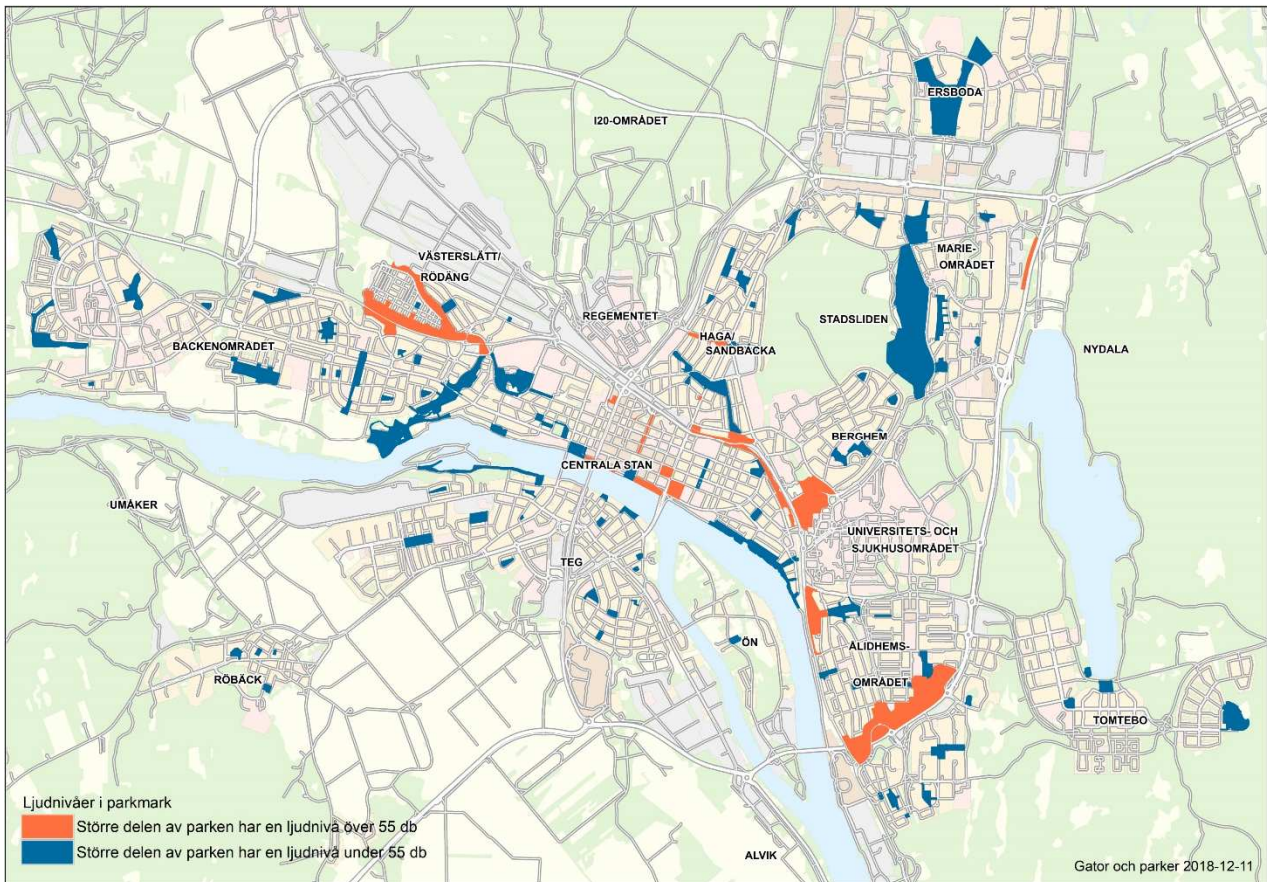 ERSBODA
I20-OMRÅDET
VÄSTERSLÄTT/
RÖDÄNG
MARIE-
OMRÅDET
REGEMENTET
STADSLIDEN
HAGA/
SANDBACKA
NYDALA
BACKENOMRÅDET
BERGHEM
CENTRALA STAN
UMÅKER
UNIVERSITETS- OCH
SJUKHUSOMRÅDET
TEG
ÖN
ÅLIDHEMS-
OMRÅDET
RÖBÄCK
TOMTEBO
ALVIK
Ljudnivåer i parkmark
Större delen av parken har en ljudnivå över 55 db
Större delen av parken har en ljudnivå under 55 db
Gator och parker 2018-12-11